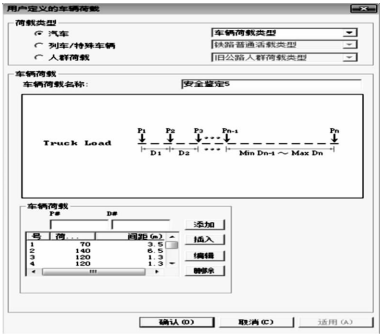 用户定义的车辆荷载
荷载类型
汽车
车辆荷载类型
列车/特殊车辆
铁路普通活载类型
人群荷载
旧公路人群荷载类型
车辆荷载
车辆荷载名称:
安全鉴定5
Truck Load
P1 P2 P3 Pn-1 Pn
D1 D2 Min Dn-1 ~ Max Dn
车辆荷载
P# D#
添加
号 荷... 间距(m)
插入
1 70 3.5
2 140 6.5
编辑
3 120 1.3
4 120 1.3
删除
确认(O) 取消(C) 适用(A)